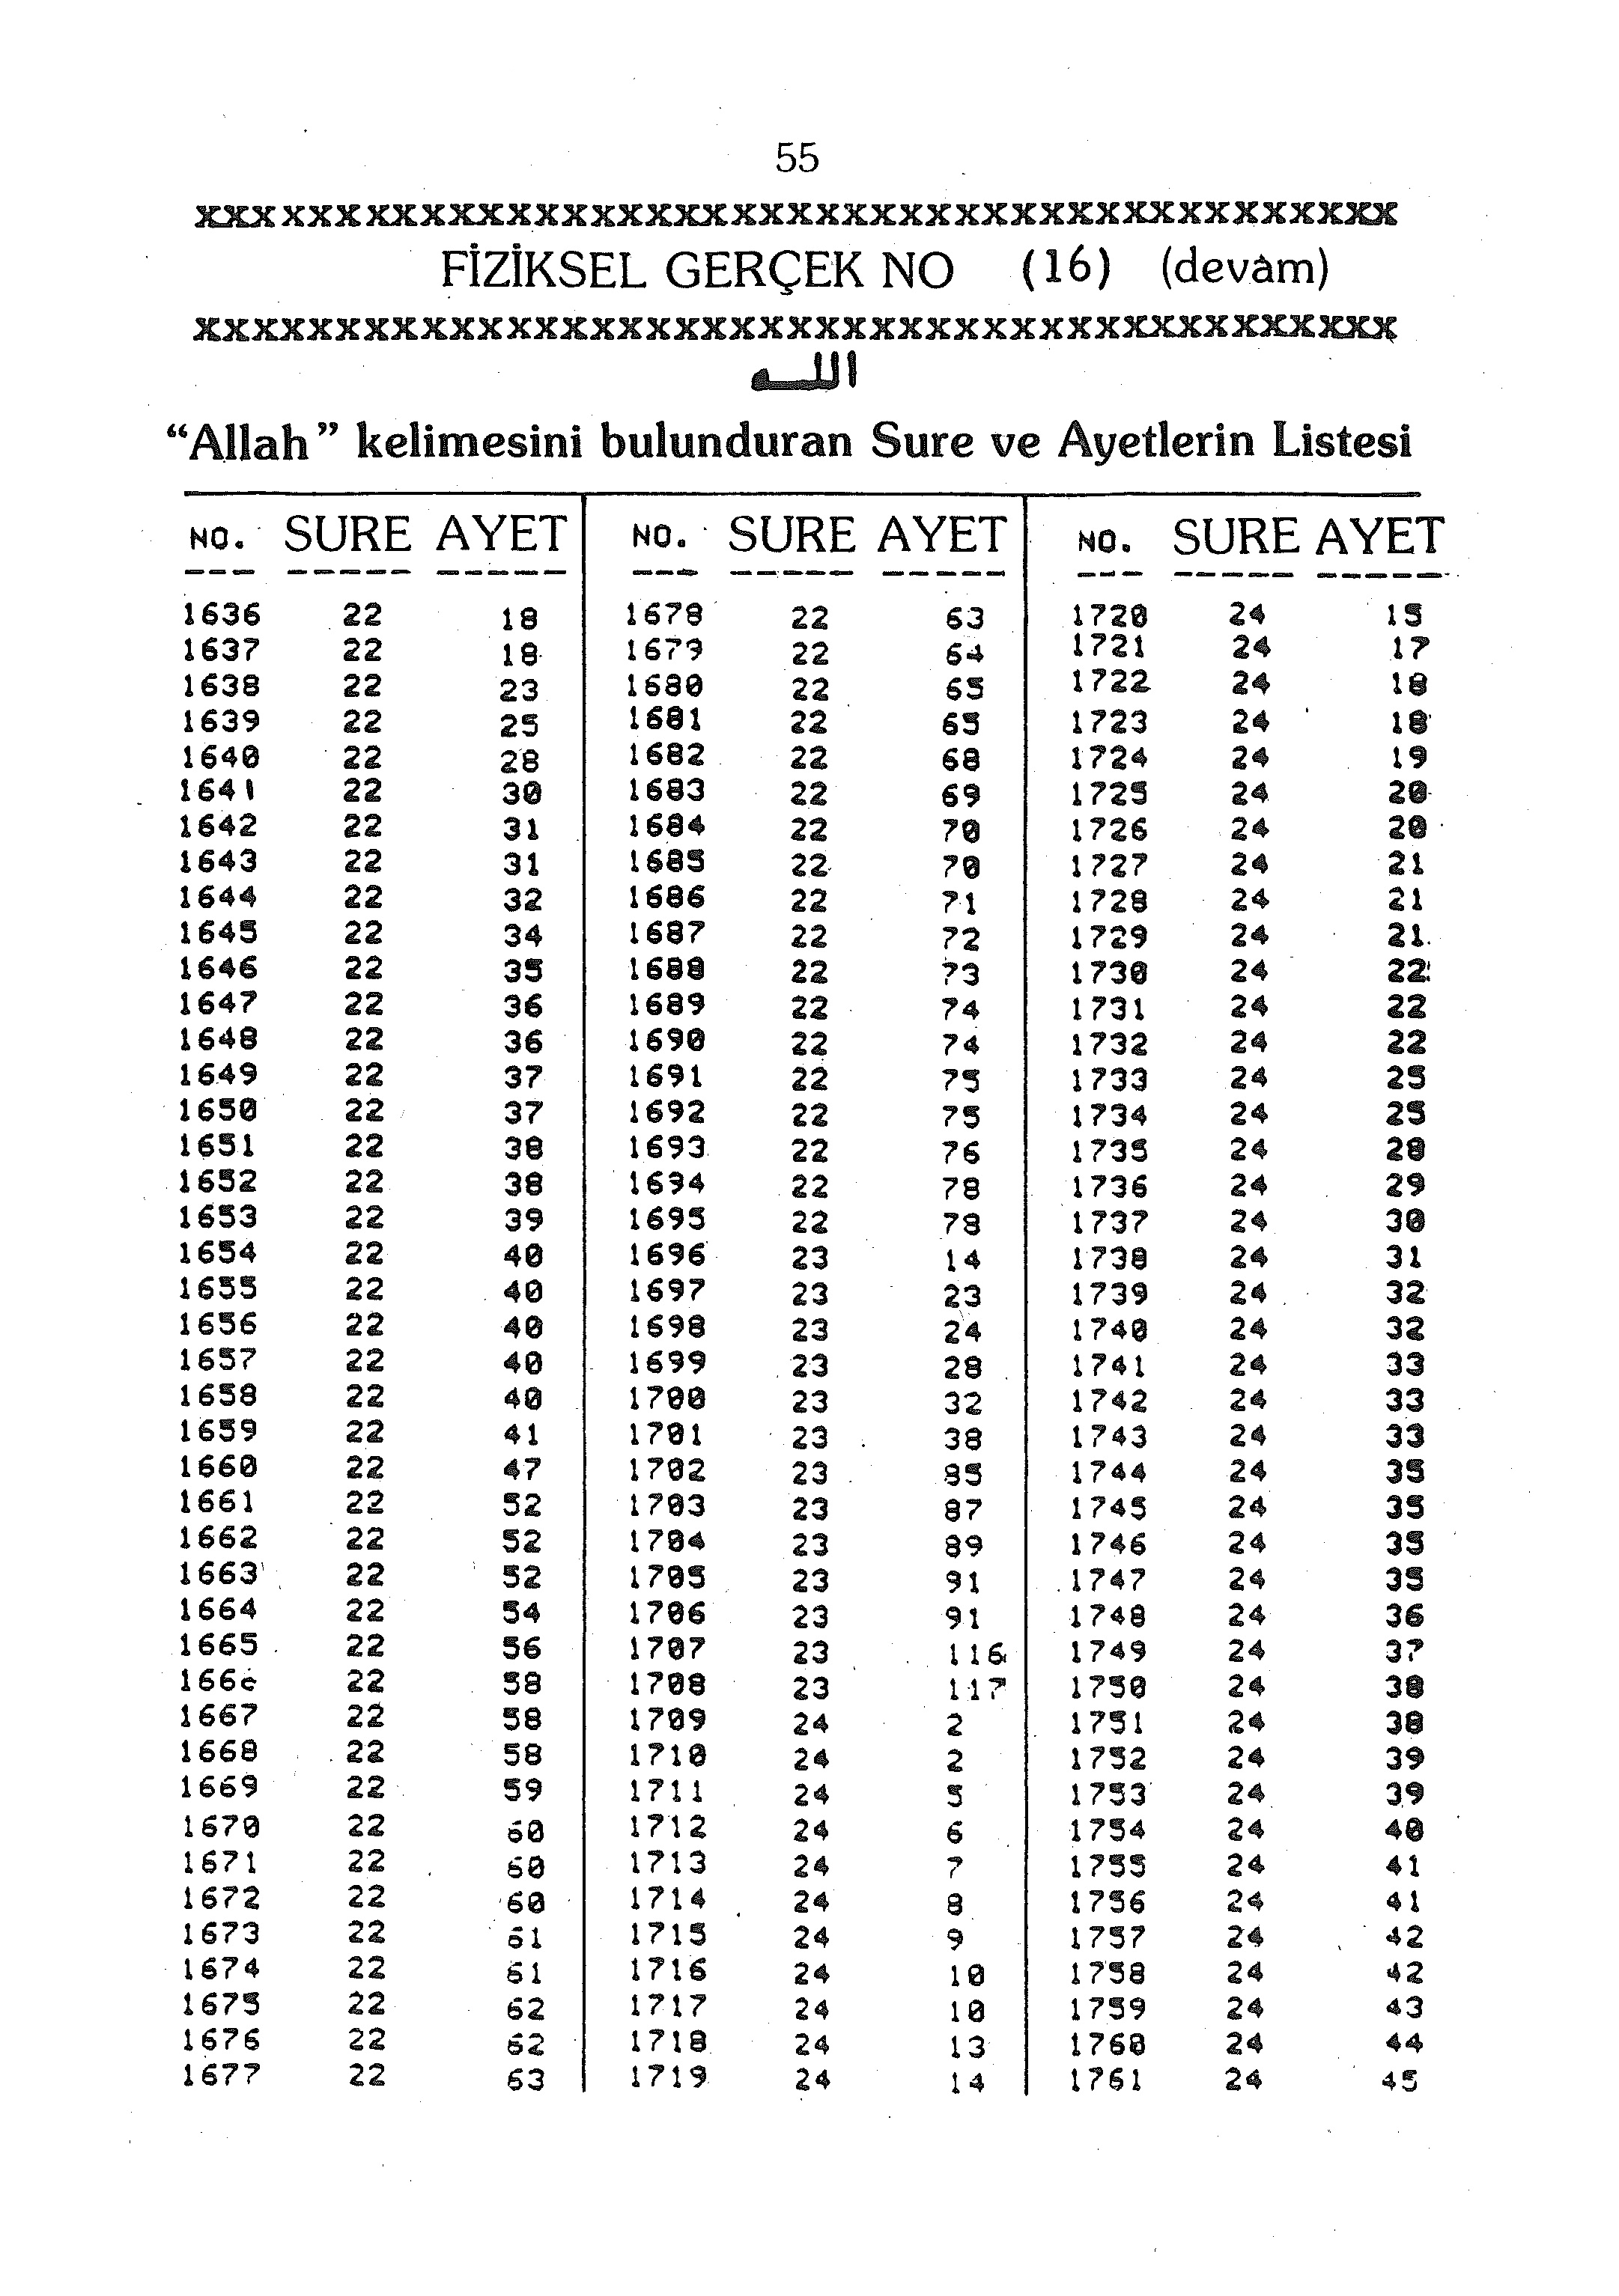 55
xxxxxxxxxxxxxxxxxxxxxxxxxxxxxxxxxxxxxxxxxxx
FİZİKSEL GERÇEK NO (16) (devam)
xxxxxxxxxxxxxxxxxxxxxxxxxxxxxxxxxxxxxxxxxxx
الله
“Allah” kelimesini bulunduran Sure ve Ayetlerin Listesi
NO. SURE AYET NO. SURE AYET NO. SURE AYET
--- ----- ----- --- ----- ----- --- ----- -----
1636 22 18 1678 22 63 1720 24 15
1637 22 18 1679 22 64 1721 24 17
1638 22 23 1680 22 65 1722 24 18
1639 22 25 1681 22 65 1723 24 18
1640 22 28 1682 22 68 1724 24 19
1641 22 30 1683 22 69 1725 24 20
1642 22 31 1684 22 70 1726 24 20
1643 22 31 1685 22 70 1727 24 21
1644 22 32 1686 22 71 1728 24 21
1645 22 34 1687 22 72 1729 24 21
1646 22 35 1688 22 73 1730 24 22
1647 22 36 1689 22 74 1731 24 22
1648 22 36 1690 22 74 1732 24 22
1649 22 37 1691 22 75 1733 24 25
1650 22 37 1692 22 75 1734 24 25
1651 22 38 1693 22 76 1735 24 28
1652 22 38 1694 22 78 1736 24 29
1653 22 39 1695 22 78 1737 24 30
1654 22 40 1696 23 14 1738 24 31
1655 22 40 1697 23 23 1739 24 32
1656 22 40 1698 23 24 1740 24 32
1657 22 40 1699 23 28 1741 24 33
1658 22 40 1700 23 32 1742 24 33
1659 22 41 1701 23 38 1743 24 33
1660 22 47 1702 23 85 1744 24 35
1661 22 52 1703 23 87 1745 24 35
1662 22 52 1704 23 89 1746 24 35
1663 22 52 1705 23 91 1747 24 35
1664 22 54 1706 23 91 1748 24 36
1665 22 56 1707 23 116 1749 24 37
1666 22 58 1708 23 117 1750 24 38
1667 22 58 1709 24 2 1751 24 38
1668 22 58 1710 24 2 1752 24 39
1669 22 59 1711 24 5 1753 24 39
1670 22 60 1712 24 6 1754 24 40
1671 22 60 1713 24 7 1755 24 41
1672 22 60 1714 24 8 1756 24 41
1673 22 61 1715 24 9 1757 24 42
1674 22 61 1716 24 10 1758 24 42
1675 22 62 1717 24 10 1759 24 43
1676 22 62 1718 24 13 1760 24 44
1677 22 63 1719 24 14 1761 24 45